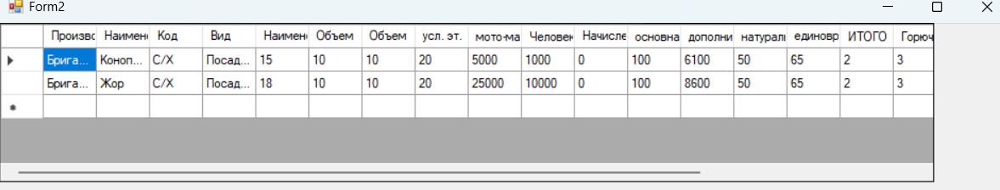 Form2
Произвс Наимен Код Вид Наимен Объем Объем усл. эт. мото-ма Человек Начисле основна дополни натурал единовр ИТОГО Горюч
Брига... Коноп... С/Х Посад... 15 10 10 20 5000 1000 0 100 6100 50 65 2 3
Брига... Жор С/Х Посад... 18 10 10 20 25000 10000 0 100 8600 50 65 2 3